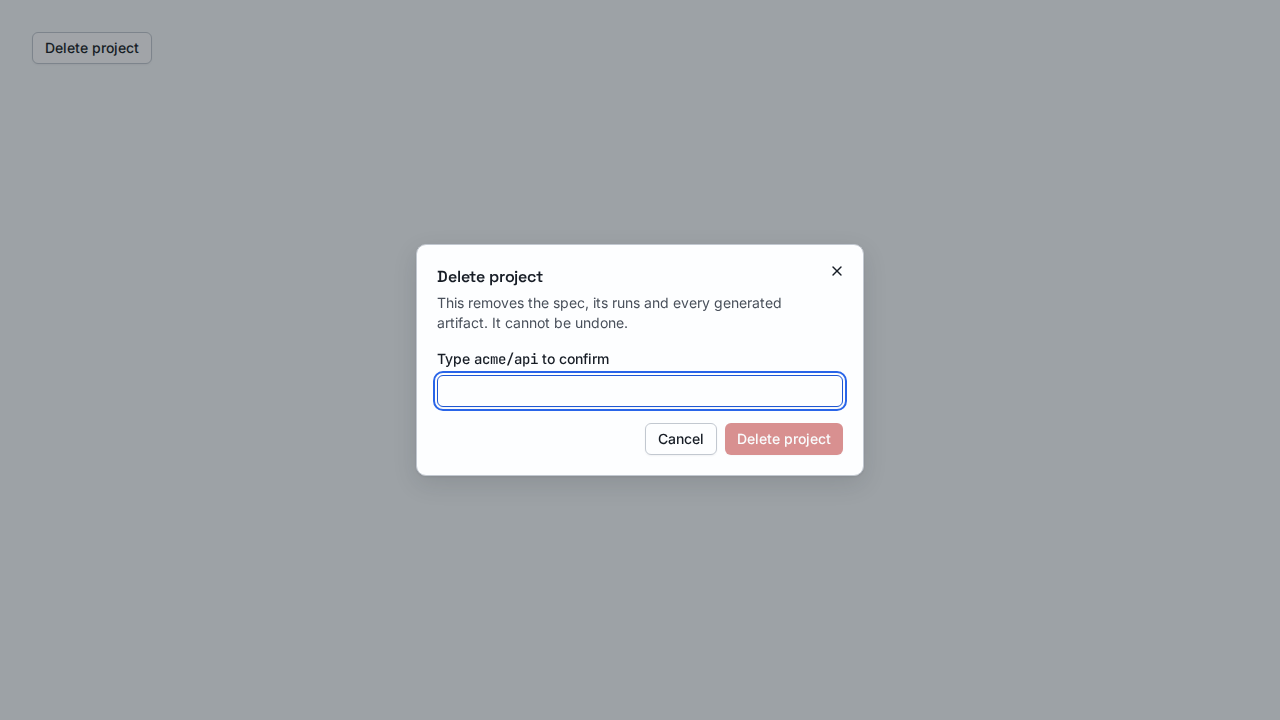 Delete project
Delete project
This removes the spec, its runs and every generated
artifact. It cannot be undone.
Type acme/api to confirm
Cancel
Delete project